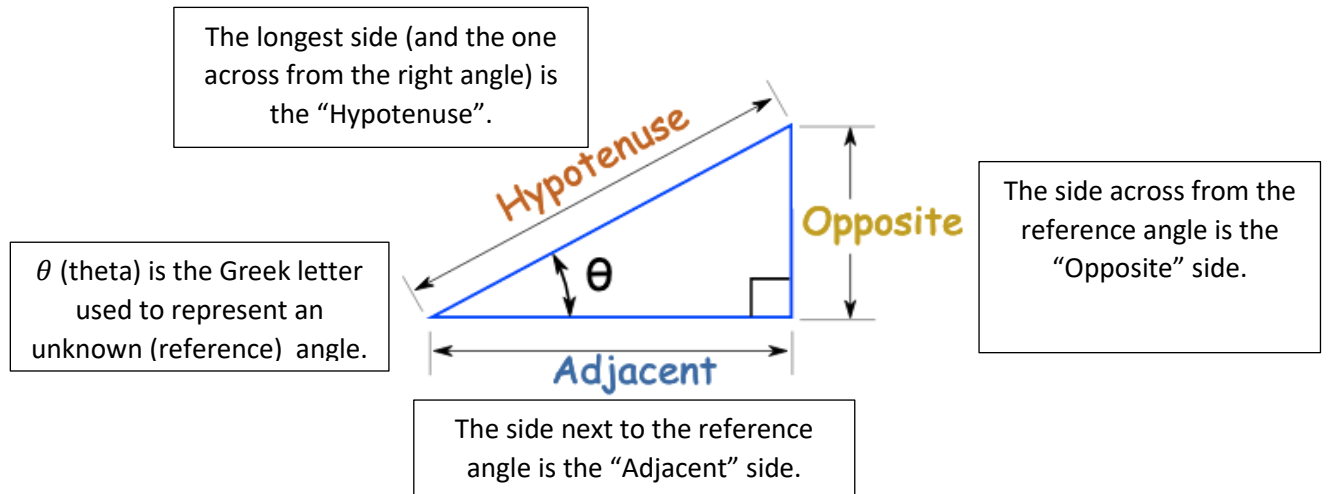 The longest side (and the one
across from the right angle) is
the “Hypotenuse”.
Hypotenuse
Opposite
The side across from the
reference angle is the
“Opposite” side.
θ (theta) is the Greek letter
used to represent an
unknown (reference) angle.
θ
Adjacent
The side next to the reference
angle is the “Adjacent” side.